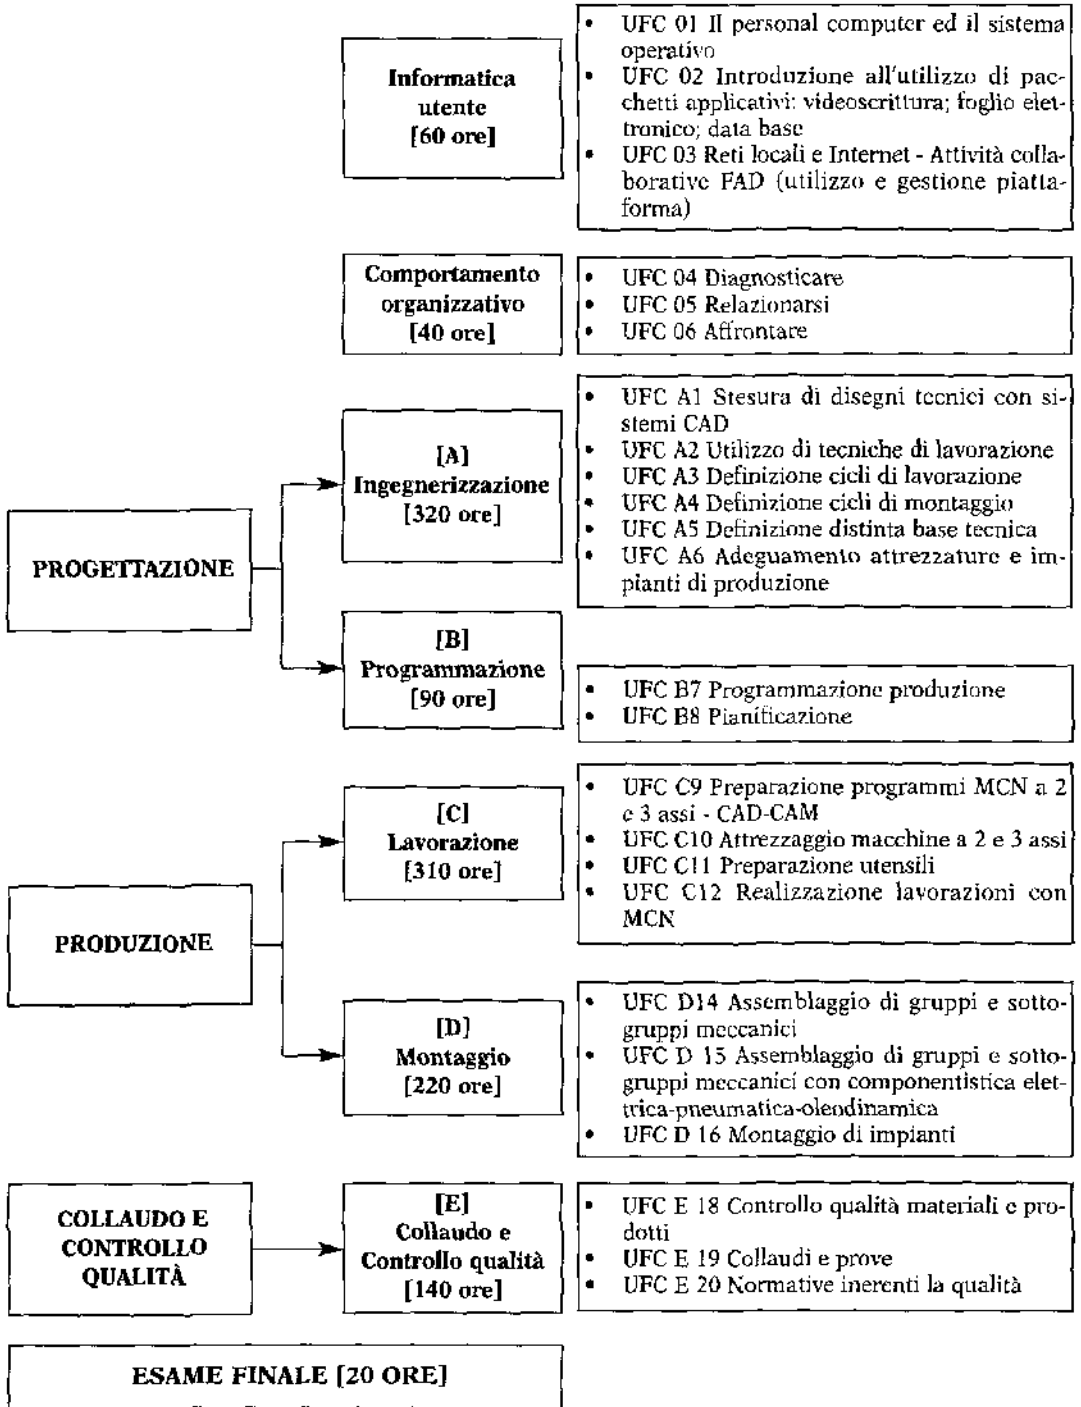 Informatica
utente
[60 ore]
• UFC 01 Il personal computer ed il sistema
operativo
• UFC 02 Introduzione all'utilizzo di pac-
chetti applicativi: videoscrittura; foglio elet-
tronico; data base
• UFC 03 Reti locali e Internet - Attività colla-
borative FAD (utilizzo e gestione piatta-
forma)
Comportamento
organizzativo
[40 ore]
• UFC 04 Diagnosticare
• UFC 05 Relazionarsi
• UFC 06 Affrontare
PROGETTAZIONE
[A]
Ingegnerizzazione
[320 ore]
• UFC A1 Stesura di disegni tecnici con si-
stemi CAD
• UFC A2 Utilizzo di tecniche di lavorazione
• UFC A3 Definizione cicli di lavorazione
• UFC A4 Definizione cicli di montaggio
• UFC A5 Definizione distinta base tecnica
• UFC A6 Adeguamento attrezzature e im-
pianti di produzione
[B]
Programmazione
[90 ore]
• UFC B7 Programmazione produzione
• UFC B8 Pianificazione
PRODUZIONE
[C]
Lavorazione
[310 ore]
• UFC C9 Preparazione programmi MCN a 2
e 3 assi - CAD-CAM
• UFC C10 Attrezzaggio macchine a 2 e 3 assi
• UFC C11 Preparazione utensili
• UFC C12 Realizzazione lavorazioni con
MCN
[D]
Montaggio
[220 ore]
• UFC D14 Assemblaggio di gruppi e sotto-
gruppi meccanici
• UFC D 15 Assemblaggio di gruppi e sotto-
gruppi meccanici con componentistica elet-
trica-pneumatica-oleodinamica
• UFC D 16 Montaggio di impianti
COLLAUDO E
CONTROLLO
QUALITÀ
[E]
Collaudo e
Controllo qualità
[140 ore]
• UFC E 18 Controllo qualità materiali e pro-
dotti
• UFC E 19 Collaudi e prove
• UFC E 20 Normative inerenti la qualità
ESAME FINALE [20 ORE]